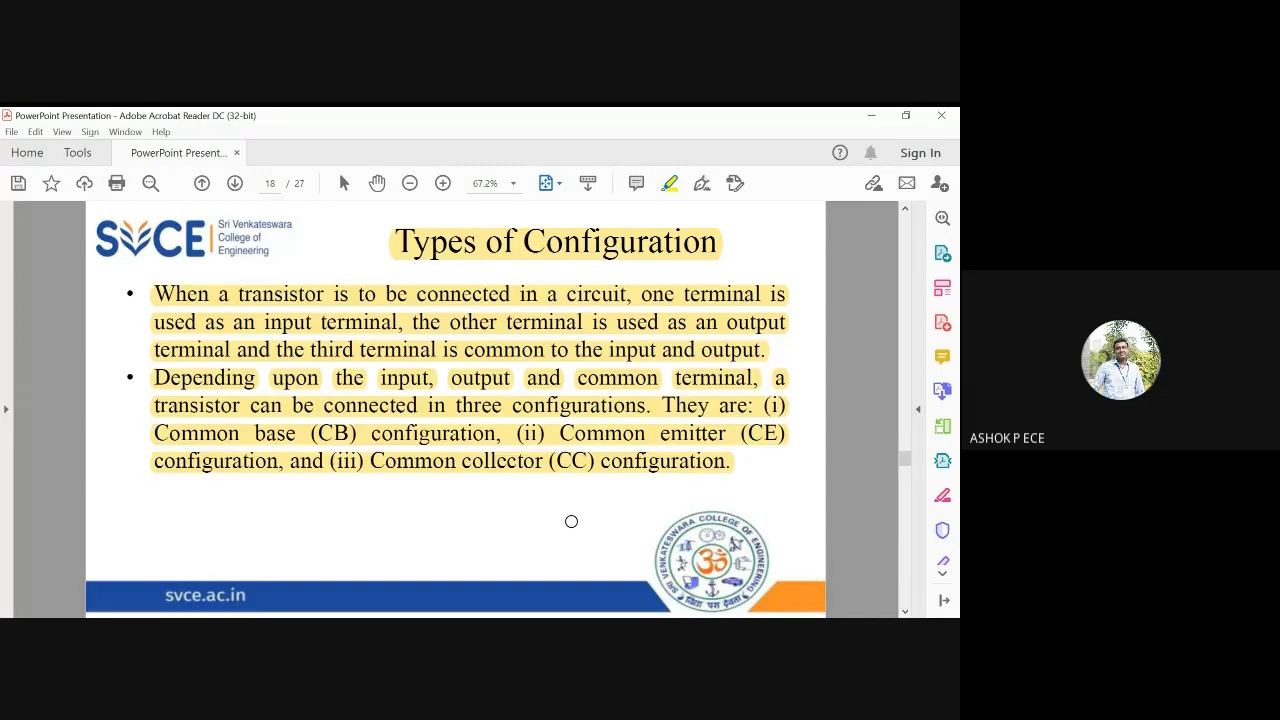 PowerPoint Presentation - Adobe Acrobat Reader DC (32-bit)
File Edit View Sign Window Help
Home Tools PowerPoint Present... × Sign In
18 / 27 67.2%
SVCE Sri Venkateswara
College of
Engineering
Types of Configuration
• When a transistor is to be connected in a circuit, one terminal is
used as an input terminal, the other terminal is used as an output
terminal and the third terminal is common to the input and output.
• Depending upon the input, output and common terminal, a
transistor can be connected in three configurations. They are: (i)
Common base (CB) configuration, (ii) Common emitter (CE)
configuration, and (iii) Common collector (CC) configuration.
SRI VENKATESWARA COLLEGE OF ENGINEERING
ॐ
svce.ac.in
ASHOK P ECE